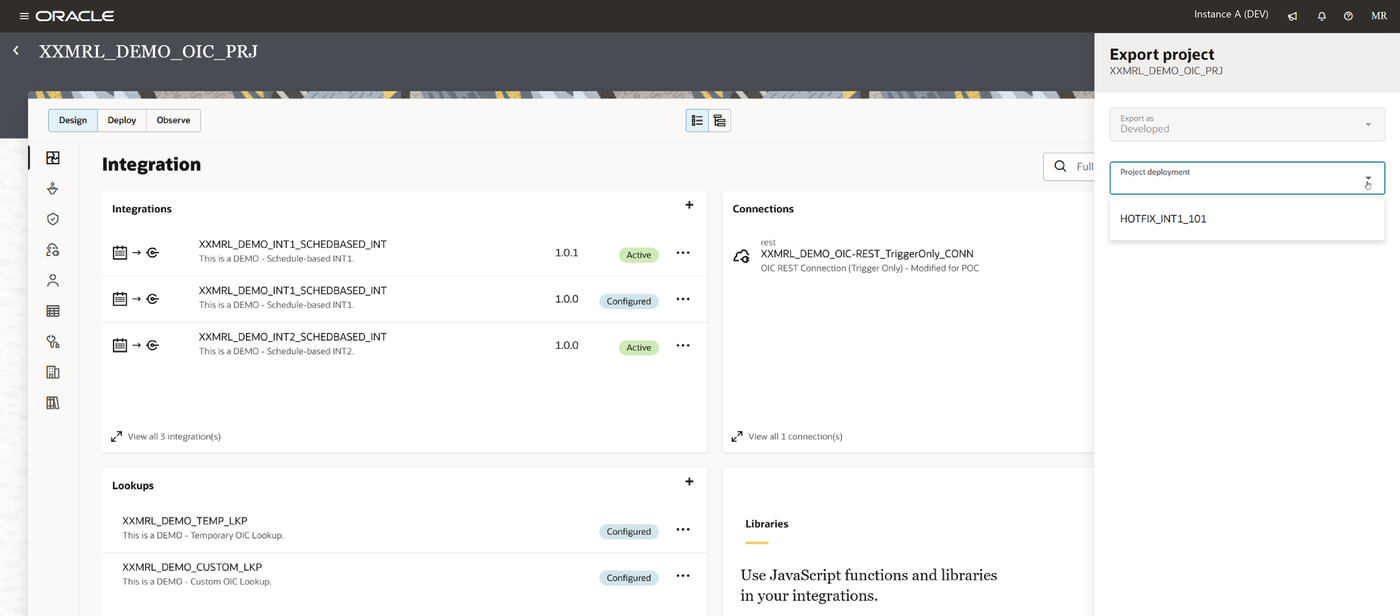 ORACLE
Instance A (DEV)
MR
XXMRL_DEMO_OIC_PRJ
Design
Deploy
Observe
Integration
Full
Integrations
+
XXMRL_DEMO_INT1_SCHEDBASED_INT
This is a DEMO - Schedule-based INT1.
1.0.1
Active
XXMRL_DEMO_INT1_SCHEDBASED_INT
This is a DEMO - Schedule-based INT1.
1.0.0
Configured
XXMRL_DEMO_INT2_SCHEDBASED_INT
This is a DEMO - Schedule-based INT2.
1.0.0
Active
View all 3 integration(s)
Connections
rest
XXMRL_DEMO_OIC-REST_TriggerOnly_CONN
OIC REST Connection (Trigger Only) - Modified for POC
View all 1 connection(s)
Lookups
+
XXMRL_DEMO_TEMP_LKP
This is a DEMO - Temporary OIC Lookup.
Configured
XXMRL_DEMO_CUSTOM_LKP
This is a DEMO - Custom OIC Lookup.
Configured
Libraries
Use JavaScript functions and libraries
in your integrations.
Export project
XXMRL_DEMO_OIC_PRJ
Export as
Developed
Project deployment
HOTFIX_INT1_101